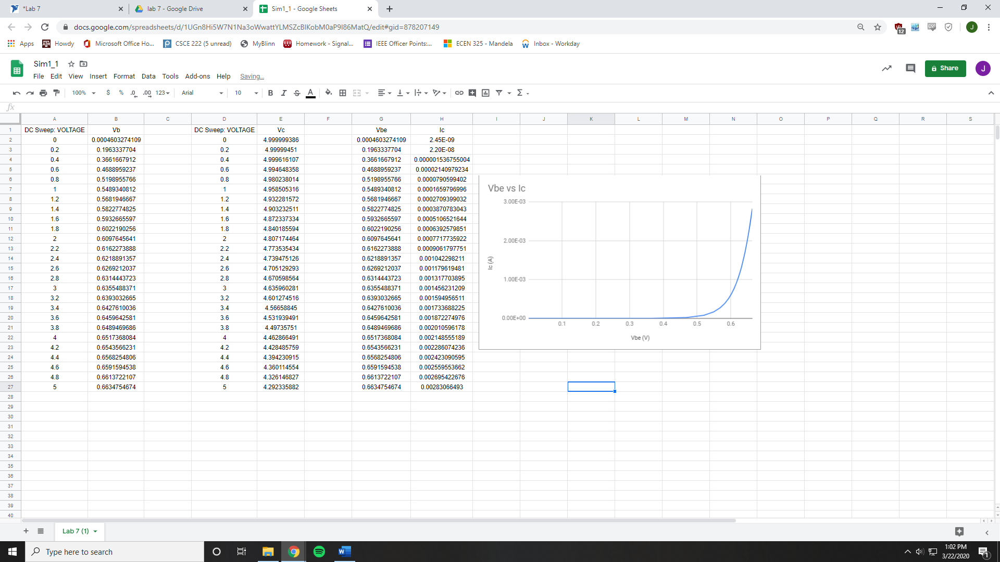 *Lab 7
lab 7 - Google Drive
Sim1_1 - Google Sheets
docs.google.com/spreadsheets/d/1UGn8Hi5W7N1Na3oWwattYLMSZcBIKobM0aP9I86MatQ/edit#gid=878207149
12
J
Apps Howdy Microsoft Office Ho... CSCE 222 (5 unread) MyBlinn Homework - Signal... IEEE Officer Points:... ECEN 325 - Mandela Inbox - Workday
Sim1_1
Share
J
File Edit View Insert Format Data Tools Add-ons Help Saving...
100% $ % .0 .00 123 Arial 10 B I S A Σ
fx
A B C D E F G H I J K L M N O P Q R S
1 DC Sweep: VOLTAGE Vb DC Sweep: VOLTAGE Vc Vbe Ic
2 0 0.0004603274109 0 4.999999386 0.0004603274109 2.45E-09
3 0.2 0.1963337704 0.2 4.99999451 0.1963337704 2.20E-08
4 0.4 0.3661667912 0.4 4.999616107 0.3661667912 0.000001536755004
5 0.6 0.4688959237 0.6 4.994648358 0.4688959237 0.00002140979234
6 0.8 0.5198955766 0.8 4.980238014 0.5198955766 0.0000790599402
7 1 0.5489340812 1 4.958505316 0.5489340812 0.0001659796996
8 1.2 0.5681946667 1.2 4.932281572 0.5681946667 0.0002709399032
9 1.4 0.5822774825 1.4 4.903232511 0.5822774825 0.0003870783043
10 1.6 0.5932665597 1.6 4.872337334 0.5932665597 0.0005106521644
11 1.8 0.6022190256 1.8 4.840185594 0.6022190256 0.0006392579851
12 2 0.6097645641 2 4.807174464 0.6097645641 0.0007717735922
13 2.2 0.6162273888 2.2 4.773535434 0.6162273888 0.0009061797751
14 2.4 0.6218891357 2.4 4.739475126 0.6218891357 0.001042298211
15 2.6 0.6269212037 2.6 4.705129293 0.6269212037 0.001179619481
16 2.8 0.6314443723 2.8 4.670598564 0.6314443723 0.001317703895
17 3 0.6355488371 3 4.635960281 0.6355488371 0.001456231209
18 3.2 0.6393032665 3.2 4.601274516 0.6393032665 0.001594956511
19 3.4 0.6427610036 3.4 4.56658845 0.6427610036 0.001733688225
20 3.6 0.6459642581 3.6 4.531939491 0.6459642581 0.001872274976
21 3.8 0.6489469686 3.8 4.49735751 0.6489469686 0.002010596178
22 4 0.6517368084 4 4.462866491 0.6517368084 0.002148555189
23 4.2 0.6543566231 4.2 4.428485759 0.6543566231 0.002286074236
24 4.4 0.6568254806 4.4 4.394230915 0.6568254806 0.002423090595
25 4.6 0.6591594538 4.6 4.360114554 0.6591594538 0.002559553662
26 4.8 0.6613722107 4.8 4.326146827 0.6613722107 0.002695422676
27 5 0.6634754674 5 4.292335882 0.6634754674 0.00283066493
28
29
30
31
32
33
34
35
36
37
38
39
40
Vbe vs Ic
3.00E-03
2.00E-03
1.00E-03
0.00E+00
Ic (A)
0.1 0.2 0.3 0.4 0.5 0.6
Vbe (V)
Lab 7 (1)
Type here to search
1:02 PM
3/22/2020
1